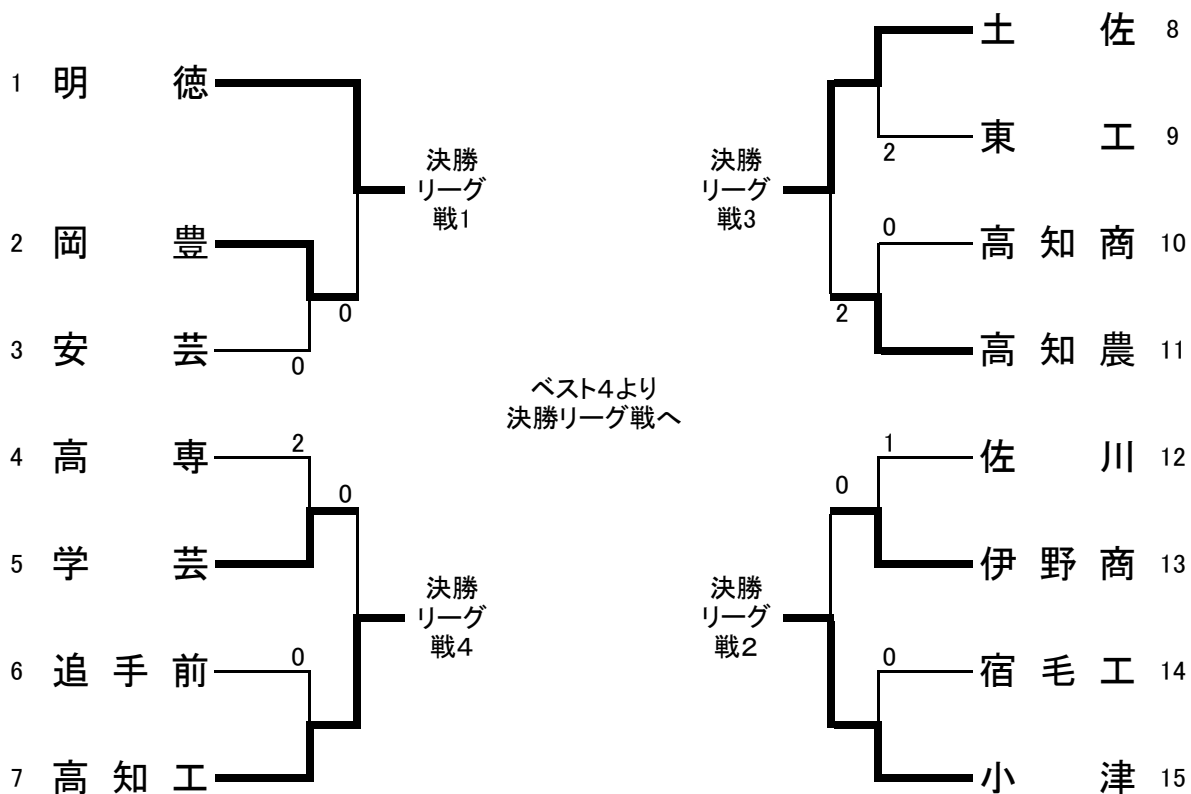 1 明徳
2 岡豊
0
3 安芸
0
決勝
リーグ
戦1
4 高専
2
0
5 学芸
決勝
リーグ
戦4
6 追手前
0
7 高知工
ベスト4より
決勝リーグ戦へ
土佐 8
東工 9
2
決勝
リーグ
戦3
0
高知商 10
2
高知農 11
1
佐川 12
0
伊野商 13
決勝
リーグ
戦2
0
宿毛工 14
小津 15